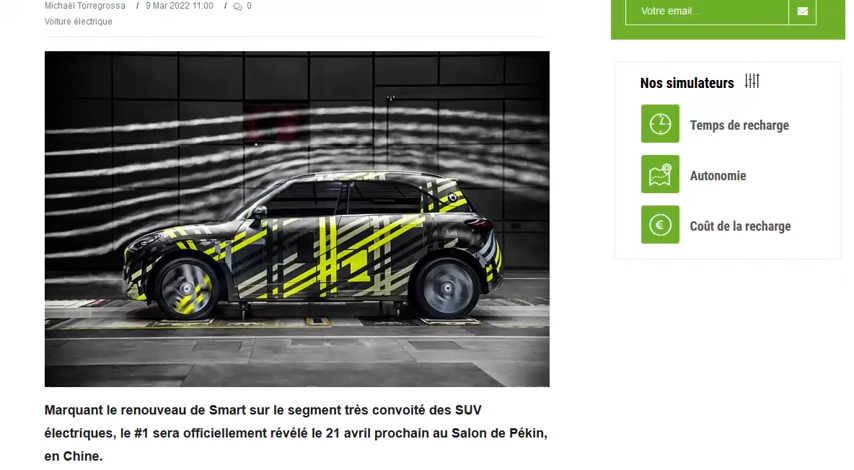 Michaël Torregrossa / 9 Mar 2022 11:00 / 0
Voiture électrique
Marquant le renouveau de Smart sur le segment très convoité des SUV
électriques, le #1 sera officiellement révélé le 21 avril prochain au Salon de Pékin,
en Chine.
Votre email...
Nos simulateurs
Temps de recharge
Autonomie
Coût de la recharge